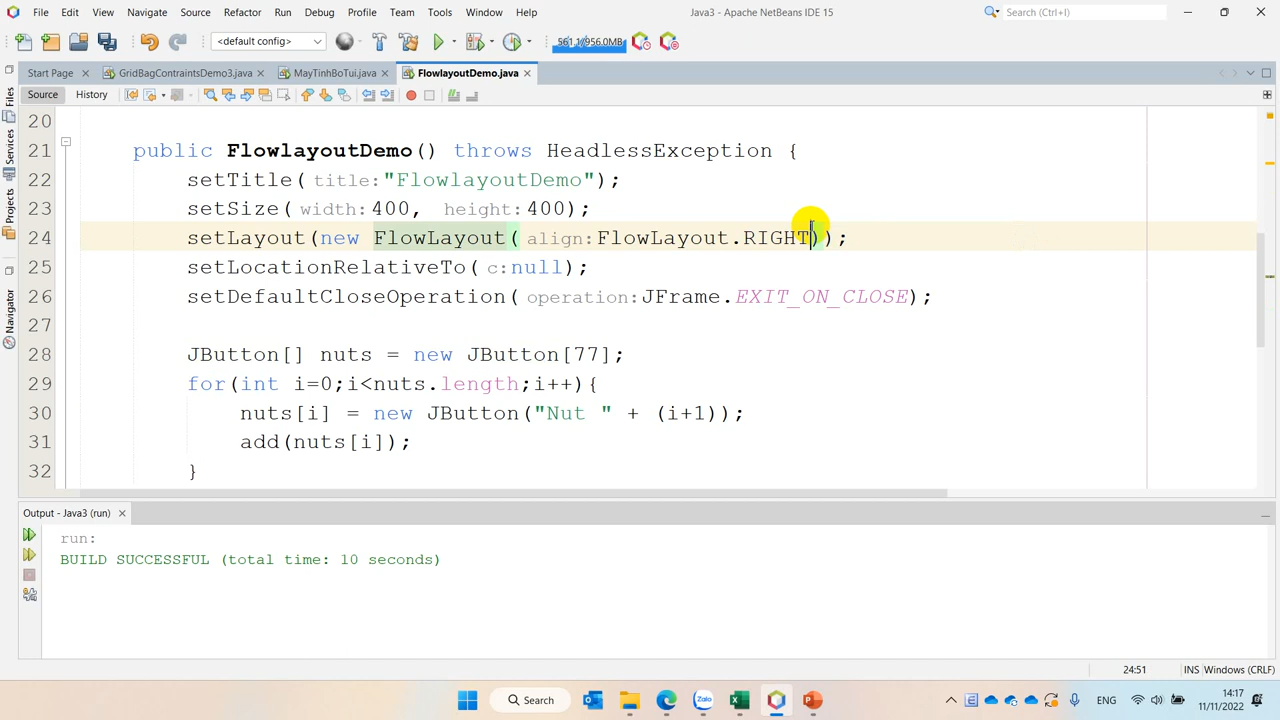 File Edit View Navigate Source Refactor Run Debug Profile Team Tools Window Help Java3 - Apache NetBeans IDE 15 Search (Ctrl+I)
<default config> 561.1/956.0MB
Start Page GridBagContraintsDemo3.java MayTinhBoTui.java FlowlayoutDemo.java
Source History
Files
Services
Projects
Navigator
20
21 public FlowlayoutDemo() throws HeadlessException {
22 setTitle(title:"FlowlayoutDemo");
23 setSize(width:400, height:400);
24 setLayout(new FlowLayout(align:FlowLayout.RIGHT));
25 setLocationRelativeTo(c:null);
26 setDefaultCloseOperation(operation:JFrame.EXIT_ON_CLOSE);
27
28 JButton[] nuts = new JButton[77];
29 for(int i=0;i<nuts.length;i++){
30 nuts[i] = new JButton("Nut " + (i+1));
31 add(nuts[i]);
32 }
Output - Java3 (run)
run:
BUILD SUCCESSFUL (total time: 10 seconds)
24:51 INS Windows (CRLF)
Search Zalo ENG 14:17
11/11/2022